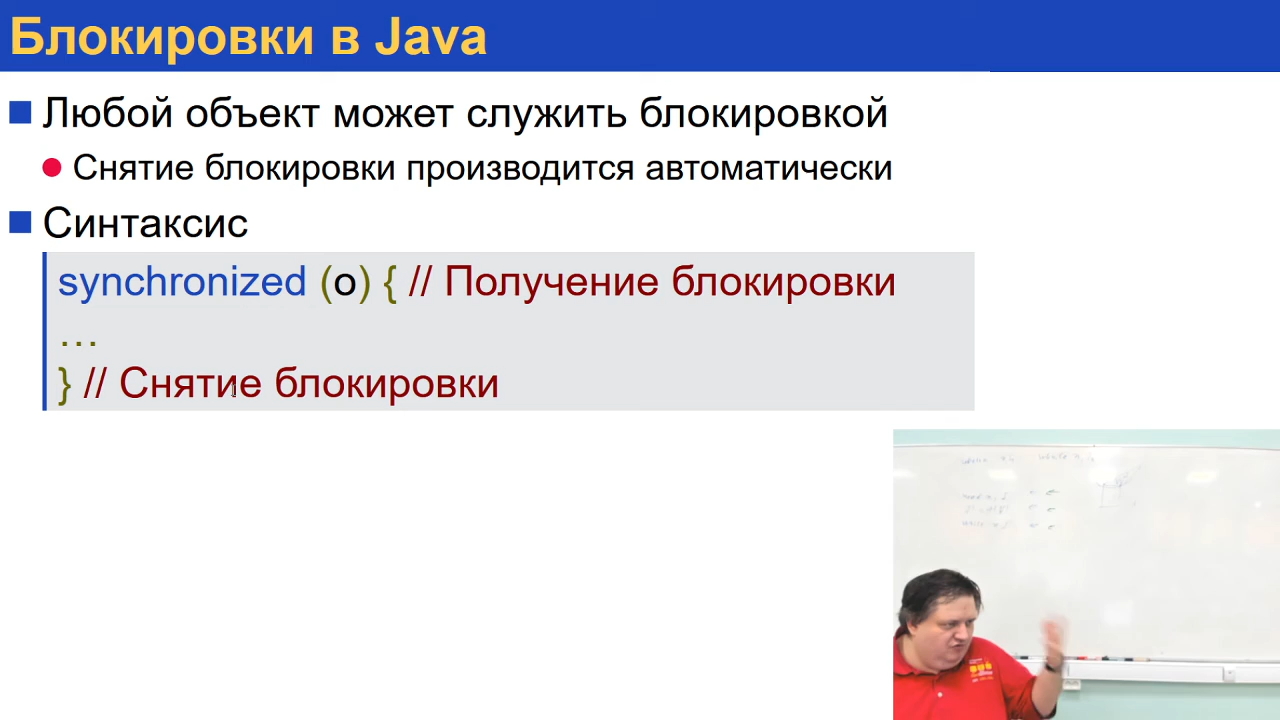 Блокировки в Java
Любой объект может служить блокировкой
Снятие блокировки производится автоматически
Синтаксис
synchronized (o) { // Получение блокировки
…
} // Снятие блокировки